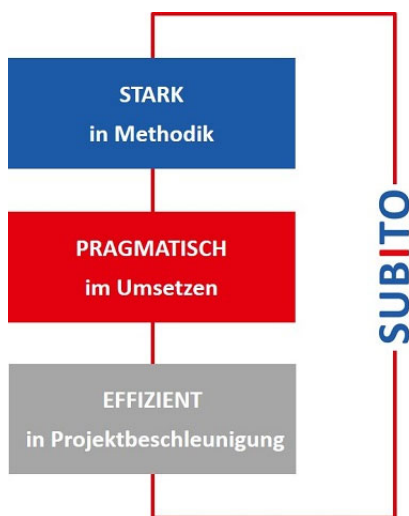 STARK
in Methodik
PRAGMATISCH
im Umsetzen
EFFIZIENT
in Projektbeschleunigung
SUBITO